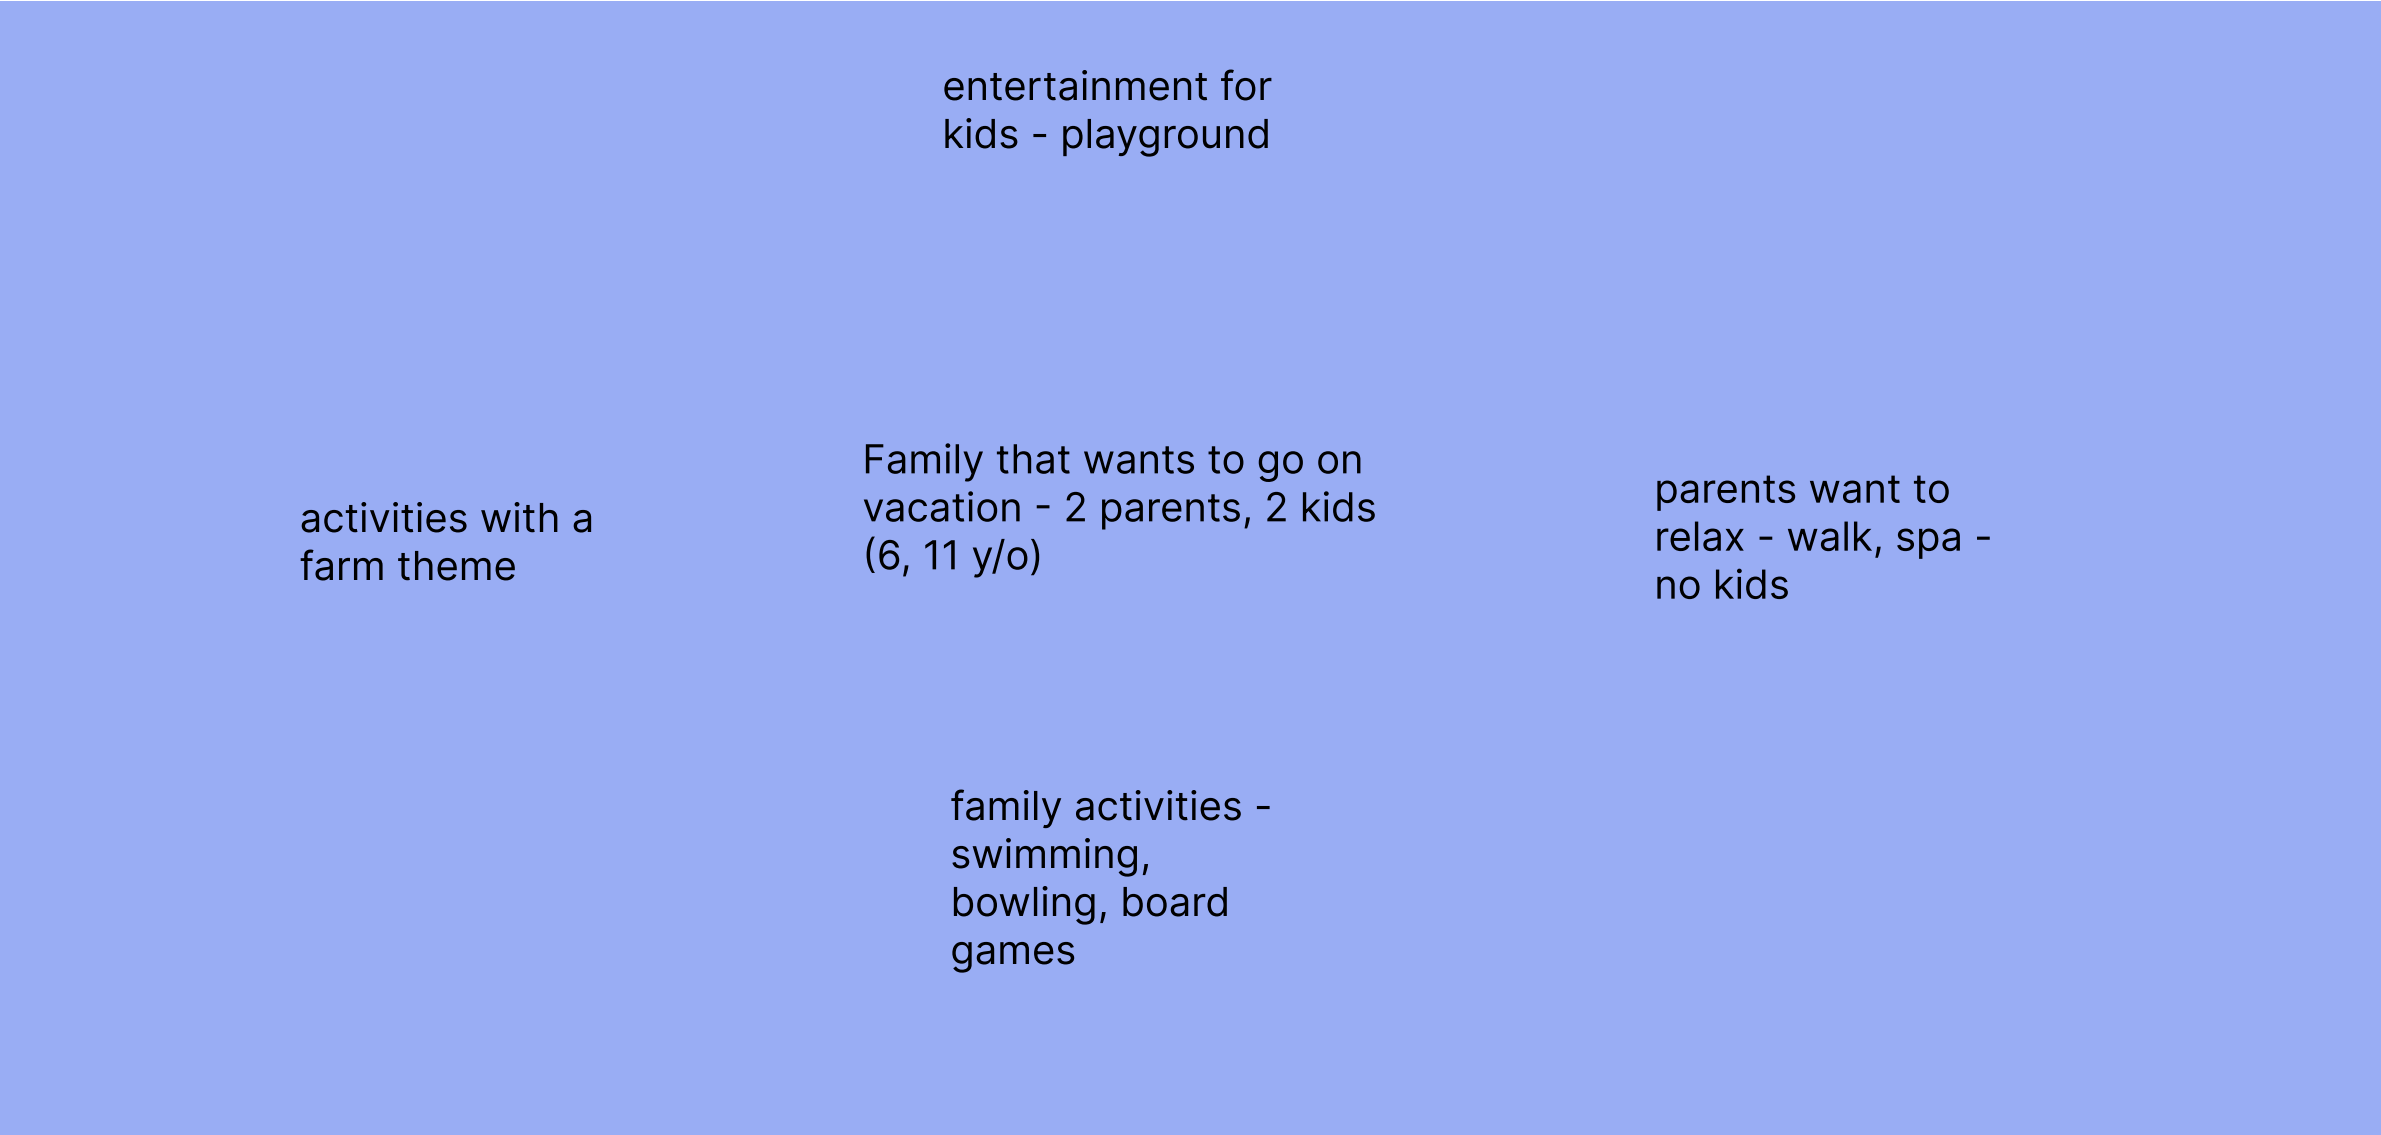 entertainment for
kids - playground
Family that wants to go on
vacation - 2 parents, 2 kids
(6, 11 y/o)
activities with a
farm theme
parents want to
relax - walk, spa -
no kids
family activities -
swimming,
bowling, board
games